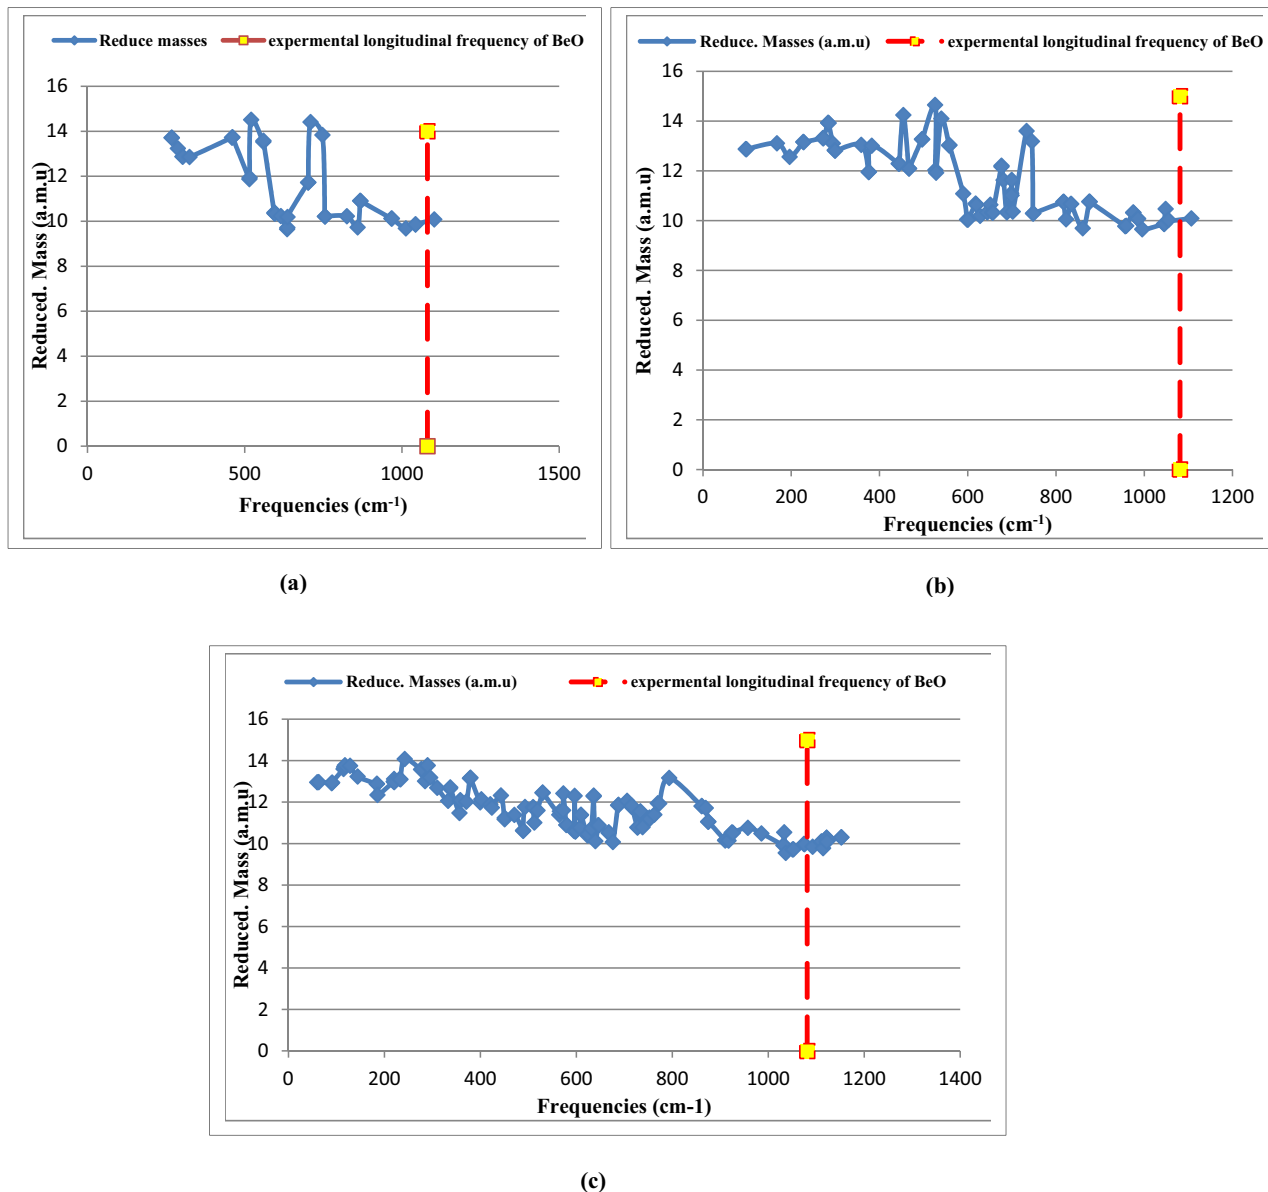 Reduce masses expermental longitudinal frequency of BeO
16
14
12
10
8
6
4
2
0
Reduced. Mass (a.m.u)
0 500 1000 1500
Frequencies (cm-1)
(a)
Reduce. Masses (a.m.u) expermental longitudinal frequency of BeO
16
14
12
10
8
6
4
2
0
Reduced. Mass (a.m.u)
0 200 400 600 800 1000 1200
Frequencies (cm-1)
(b)
Reduce. Masses (a.m.u) expermental longitudinal frequency of BeO
16
14
12
10
8
6
4
2
0
Reduced. Mass (a.m.u)
0 200 400 600 800 1000 1200 1400
Frequencies (cm-1)
(c)